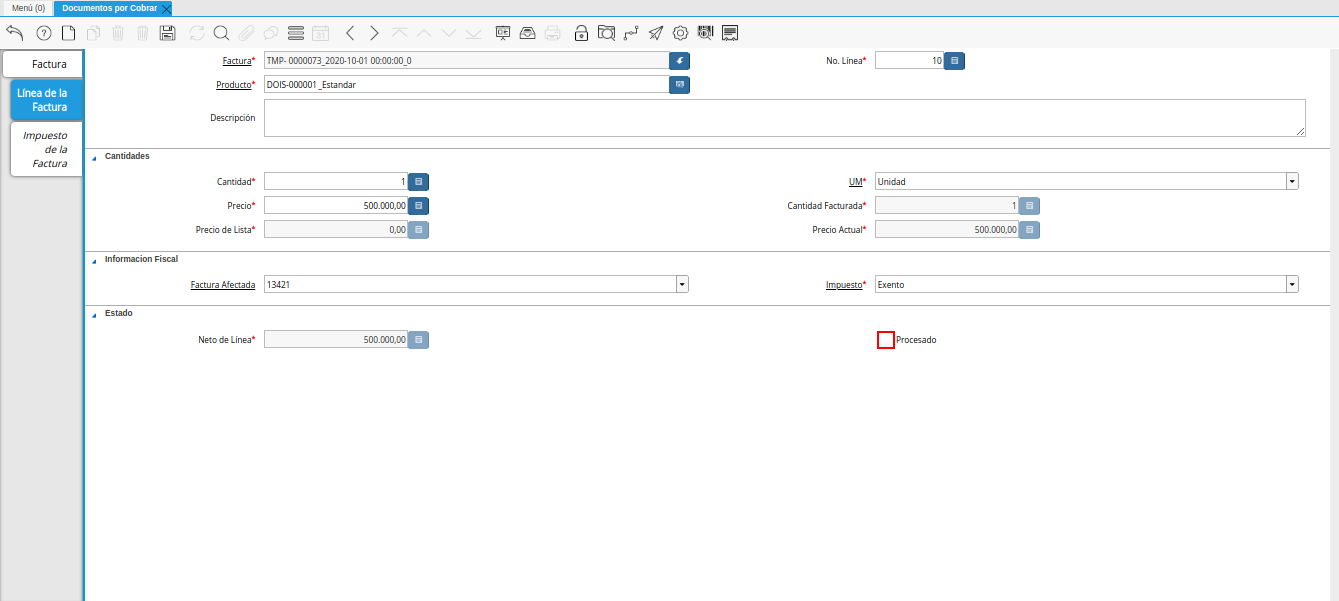 Menú (0) Documentos por Cobrar
Factura
Línea de la
Factura
Impuesto
de la
Factura
Factura* TMP- 0000073_2020-10-01 00:00:00_0 No. Línea* 10
Producto* DOIS-000001_Estandar
Descripción
Cantidades
Cantidad* 1 UM* Unidad
Precio* 500.000,00 Cantidad Facturada* 1
Precio de Lista* 0,00 Precio Actual* 500.000,00
Informacion Fiscal
Factura Afectada 13421 Impuesto* Exento
Estado
Neto de Línea* 500.000,00 Procesado